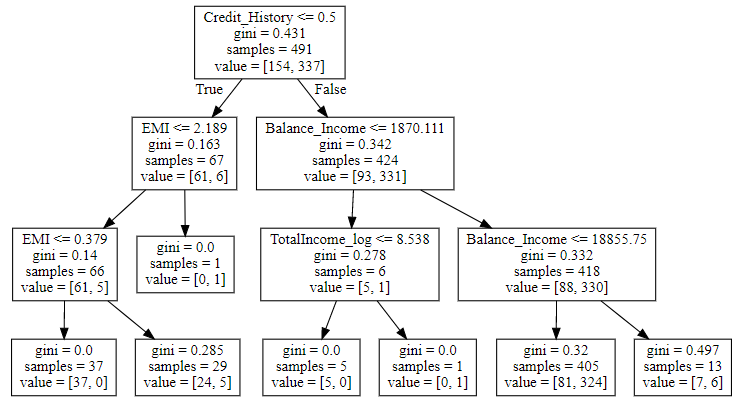 Credit_History <= 0.5
gini = 0.431
samples = 491
value = [154, 337]
True
False
EMI <= 2.189
gini = 0.163
samples = 67
value = [61, 6]
Balance_Income <= 1870.111
gini = 0.342
samples = 424
value = [93, 331]
EMI <= 0.379
gini = 0.14
samples = 66
value = [61, 5]
gini = 0.0
samples = 1
value = [0, 1]
TotalIncome_log <= 8.538
gini = 0.278
samples = 6
value = [5, 1]
Balance_Income <= 18855.75
gini = 0.332
samples = 418
value = [88, 330]
gini = 0.0
samples = 37
value = [37, 0]
gini = 0.285
samples = 29
value = [24, 5]
gini = 0.0
samples = 5
value = [5, 0]
gini = 0.0
samples = 1
value = [0, 1]
gini = 0.32
samples = 405
value = [81, 324]
gini = 0.497
samples = 13
value = [7, 6]